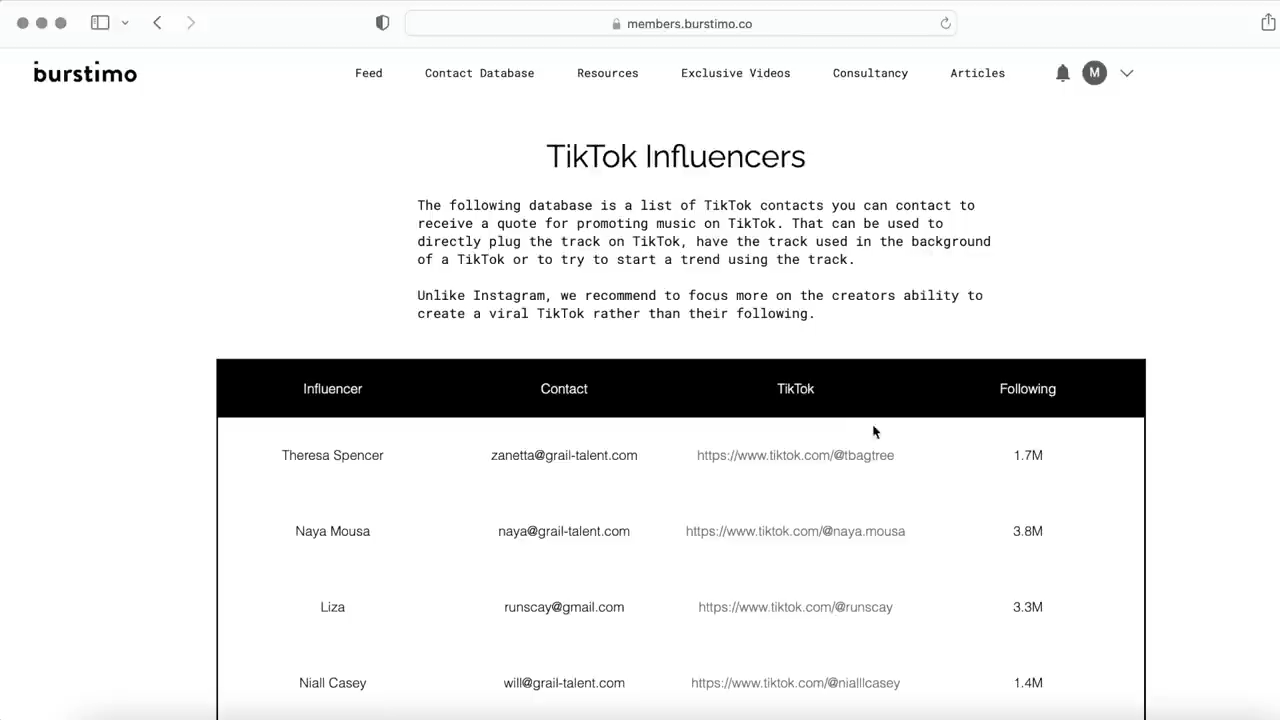 members.burstimo.co
burstimo
Feed
Contact Database
Resources
Exclusive Videos
Consultancy
Articles
M
TikTok Influencers
The following database is a list of TikTok contacts you can contact to
receive a quote for promoting music on TikTok. That can be used to
directly plug the track on TikTok, have the track used in the background
of a TikTok or to try to start a trend using the track.
Unlike Instagram, we recommend to focus more on the creators ability to
create a viral TikTok rather than their following.
Influencer Contact TikTok Following
Theresa Spencer zanetta@grail-talent.com https://www.tiktok.com/@tbagtree 1.7M
Naya Mousa naya@grail-talent.com https://www.tiktok.com/@naya.mousa 3.8M
Liza runscay@gmail.com https://www.tiktok.com/@runscay 3.3M
Niall Casey will@grail-talent.com https://www.tiktok.com/@nialllcasey 1.4M